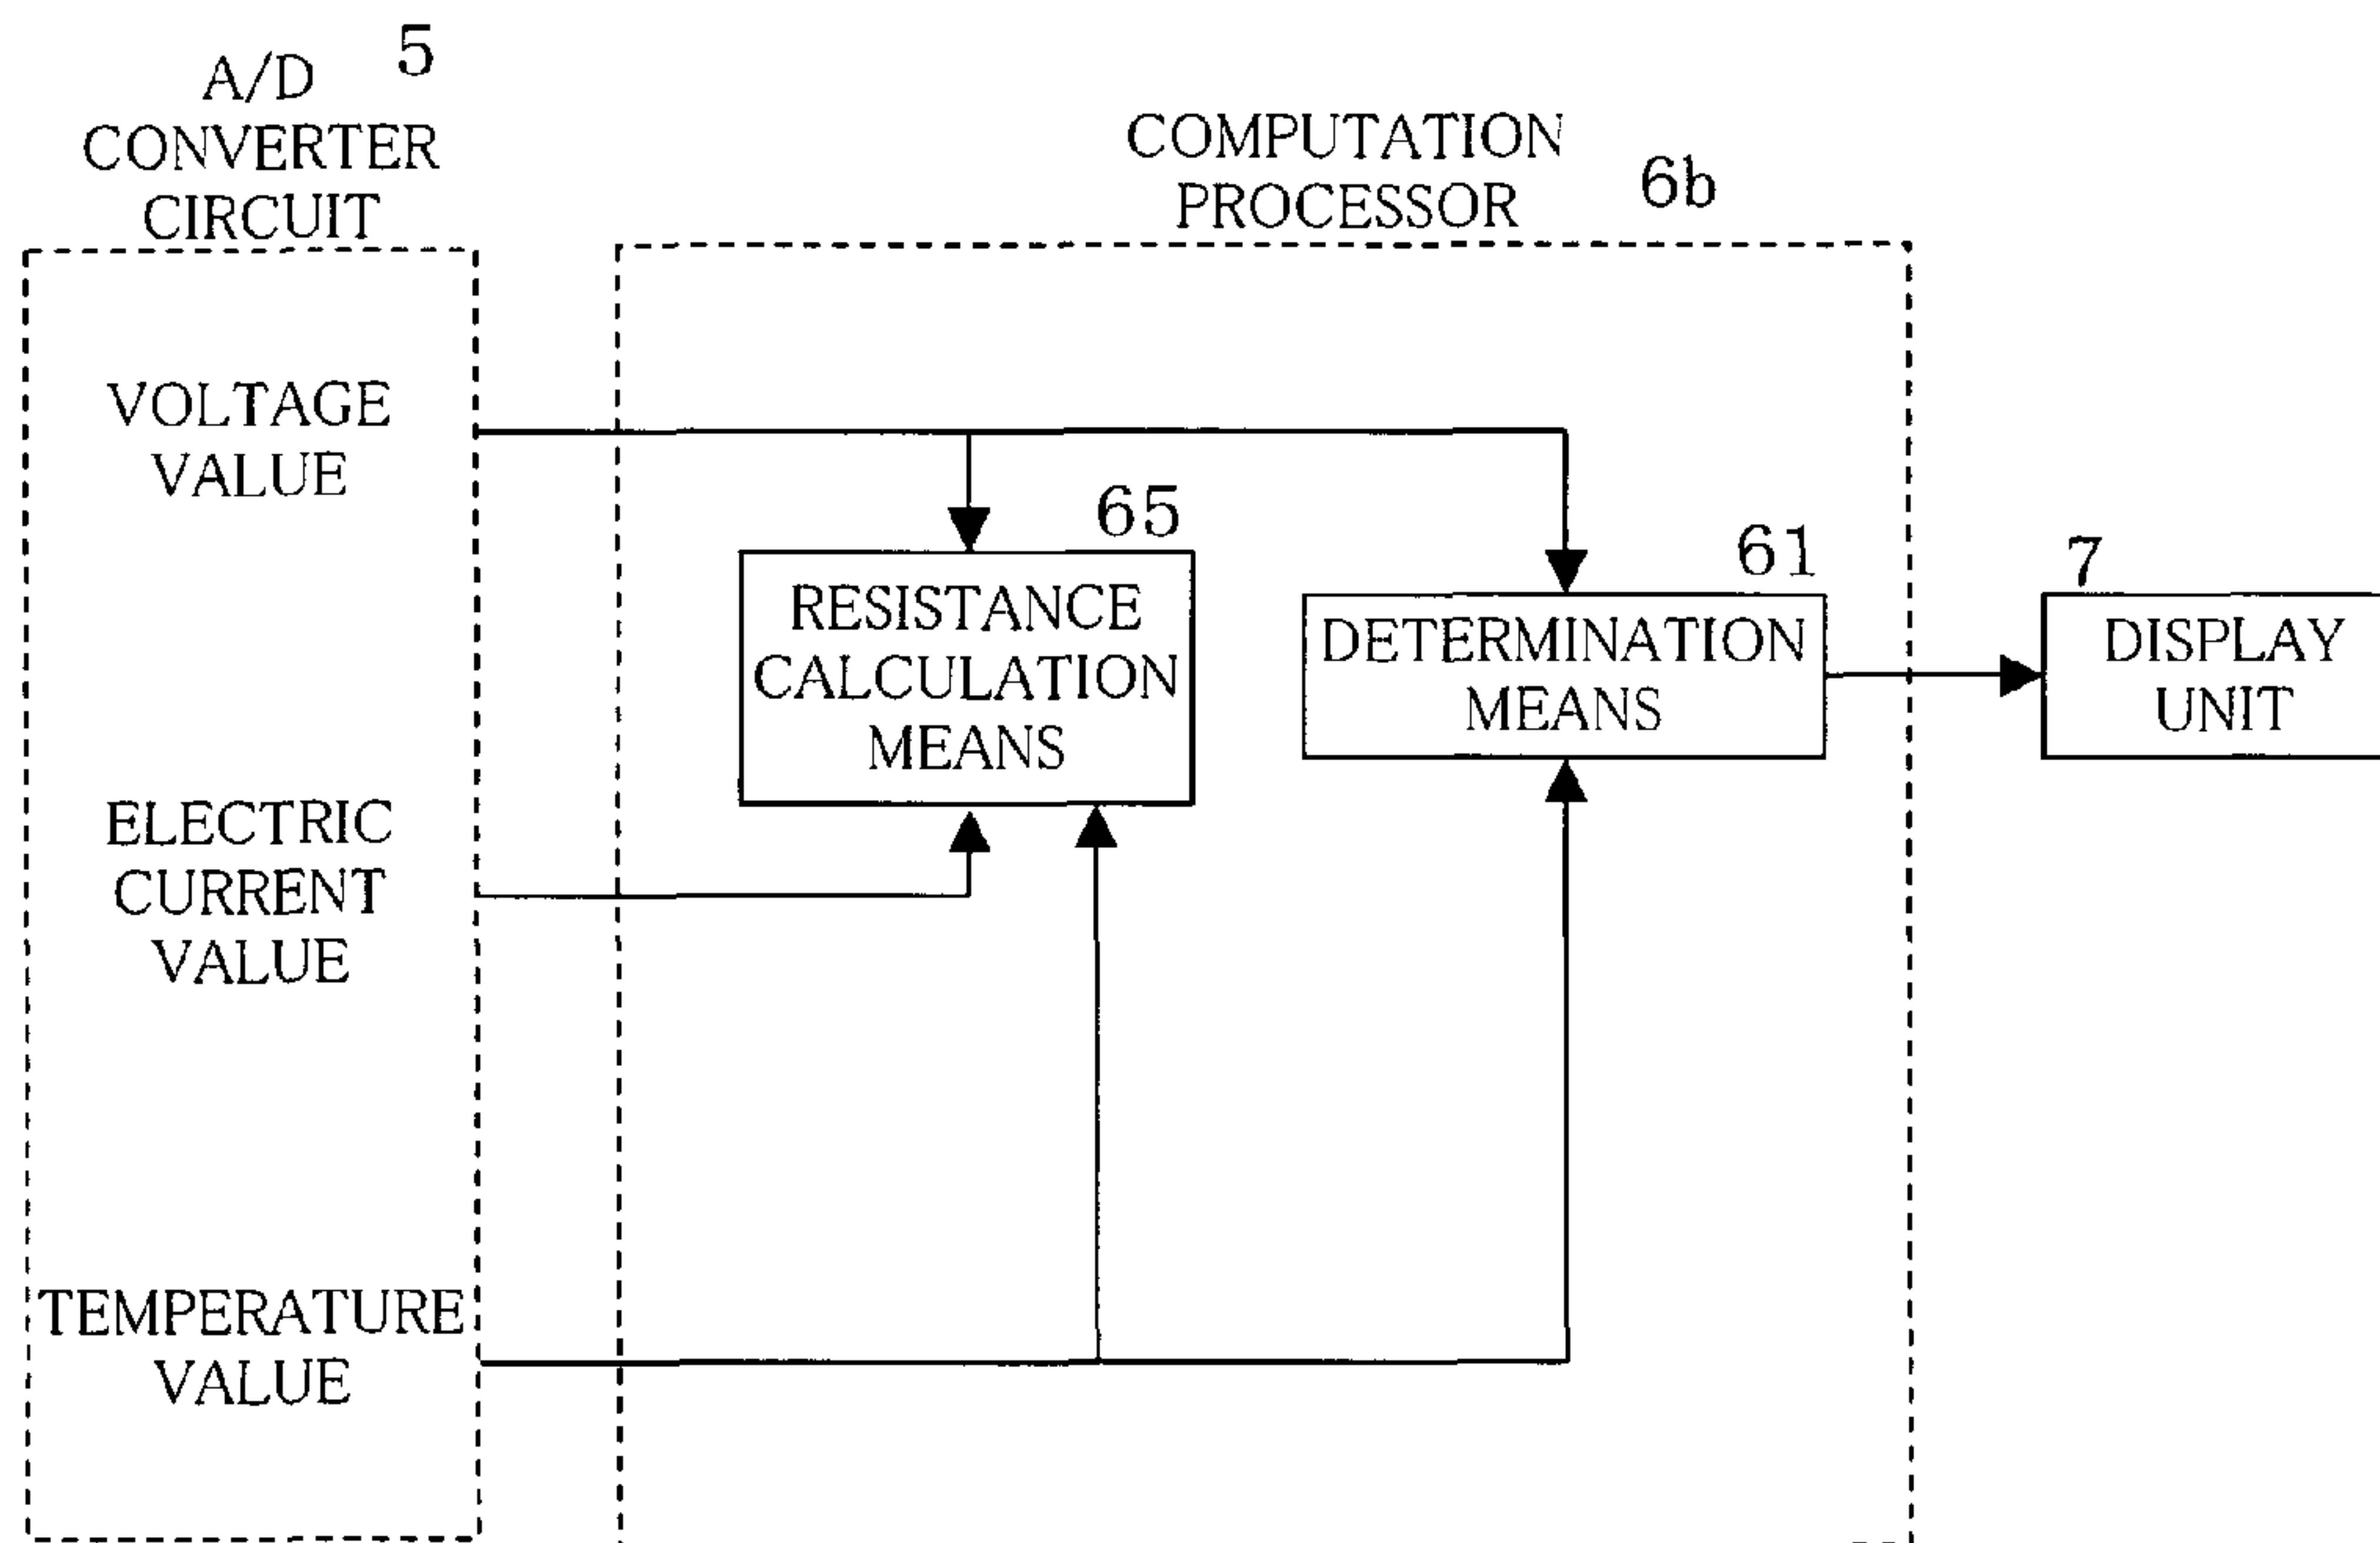 5
A/D
CONVERTER
CIRCUIT
COMPUTATION
PROCESSOR
6b
VOLTAGE
VALUE
65
RESISTANCE
CALCULATION
MEANS
61
DETERMINATION
MEANS
7
DISPLAY
UNIT
ELECTRIC
CURRENT
VALUE
TEMPERATURE
VALUE